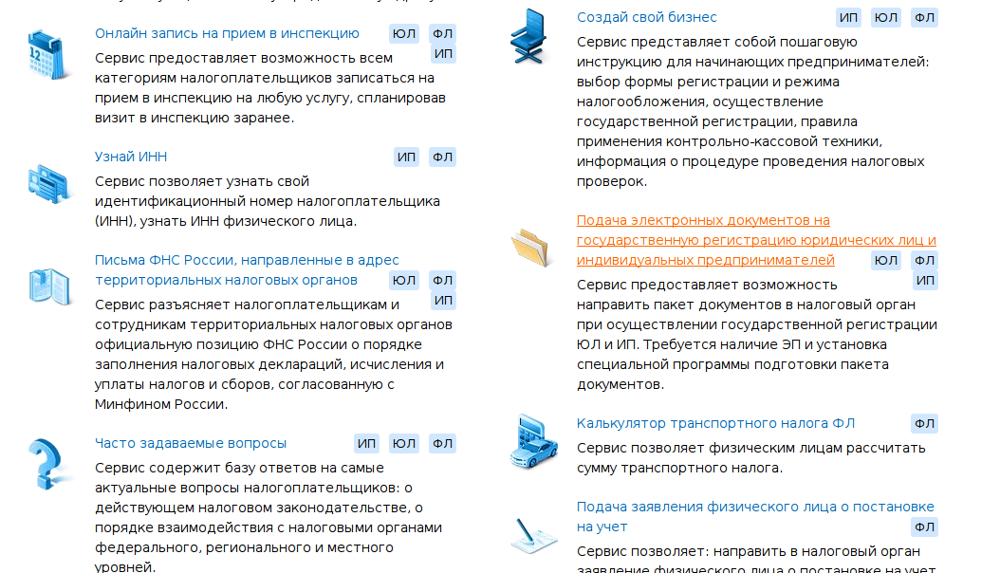 Онлайн запись на прием в инспекцию ЮЛ ФЛ
ИП
Сервис предоставляет возможность всем
категориям налогоплательщиков записаться на
прием в инспекцию на любую услугу, спланировав
визит в инспекцию заранее.
Узнай ИНН ИП ФЛ
Сервис позволяет узнать свой
идентификационный номер налогоплательщика
(ИНН), узнать ИНН физического лица.
Письма ФНС России, направленные в адрес
территориальных налоговых органов ЮЛ ФЛ
ИП
Сервис разъясняет налогоплательщикам и
сотрудникам территориальных налоговых органов
официальную позицию ФНС России о порядке
заполнения налоговых деклараций, исчисления и
уплаты налогов и сборов, согласованную с
Минфином России.
Часто задаваемые вопросы ИП ЮЛ ФЛ
Сервис содержит базу ответов на самые
актуальные вопросы налогоплательщиков: о
действующем налоговом законодательстве, о
порядке взаимодействия с налоговыми органами
федерального, регионального и местного
уровней.
Создай свой бизнес ИП ЮЛ ФЛ
Сервис представляет собой пошаговую
инструкцию для начинающих предпринимателей:
выбор формы регистрации и режима
налогообложения, осуществление
государственной регистрации, правила
применения контрольно-кассовой техники,
информация о процедуре проведения налоговых
проверок.
Подача электронных документов на
государственную регистрацию юридических лиц и
индивидуальных предпринимателей ЮЛ ФЛ
ИП
Сервис предоставляет возможность
направить пакет документов в налоговый орган
при осуществлении государственной регистрации
ЮЛ и ИП. Требуется наличие ЭП и установка
специальной программы подготовки пакета
документов.
Калькулятор транспортного налога ФЛ ФЛ
Сервис позволяет физическим лицам рассчитать
сумму транспортного налога.
Подача заявления физического лица о постановке
на учет ФЛ
Сервис позволяет: направить в налоговый орган
заявление физического лица о постановке на учет